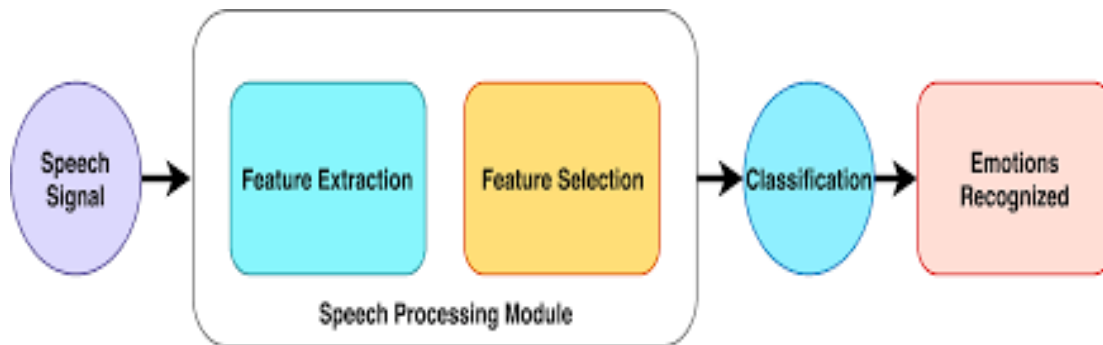 Speech
Signal
Feature Extraction
Feature Selection
Speech Processing Module
Classification
Emotions
Recognized